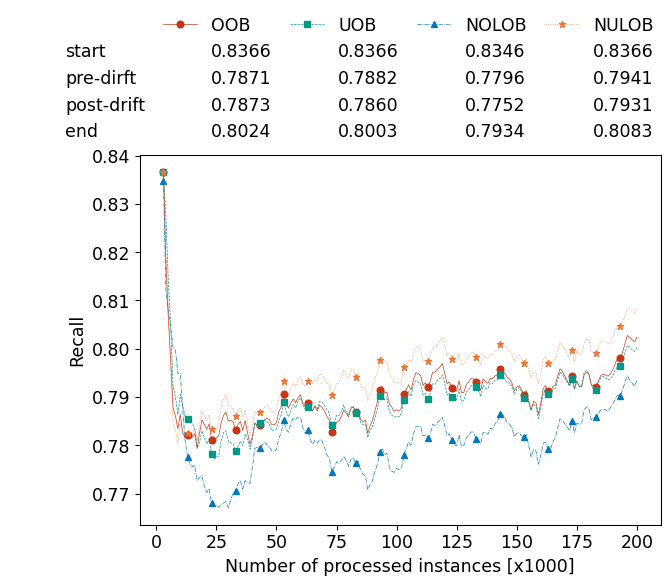 OOB UOB NOLOB NULOB
start 0.8366 0.8366 0.8346 0.8366
pre-dirft 0.7871 0.7882 0.7796 0.7941
post-drift 0.7873 0.7860 0.7752 0.7931
end 0.8024 0.8003 0.7934 0.8083
0.84
0.83
0.82
0.81
0.80
0.79
0.78
0.77
Recall
0 25 50 75 100 125 150 175 200
Number of processed instances [x1000]